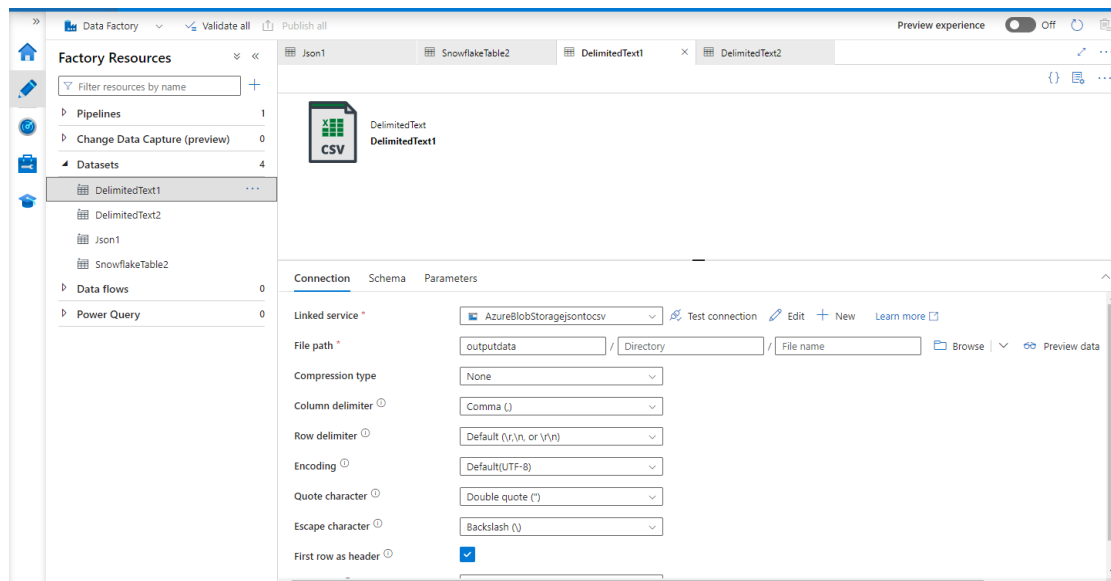 » Data Factory Validate all Publish all Preview experience Off
Factory Resources
Filter resources by name
Pipelines 1
Change Data Capture (preview) 0
Datasets 4
DelimitedText1 ...
DelimitedText2
Json1
SnowflakeTable2
Data flows 0
Power Query 0
Json1 SnowflakeTable2 DelimitedText1 DelimitedText2
{}
CSV
DelimitedText
DelimitedText1
Connection Schema Parameters
Linked service * AzureBlobStoragejsontocsv Test connection Edit New Learn more
File path * outputdata / Directory / File name Browse Preview data
Compression type None
Column delimiter Comma (,)
Row delimiter Default (\r,\n, or \r\n)
Encoding Default(UTF-8)
Quote character Double quote (")
Escape character Backslash (\)
First row as header